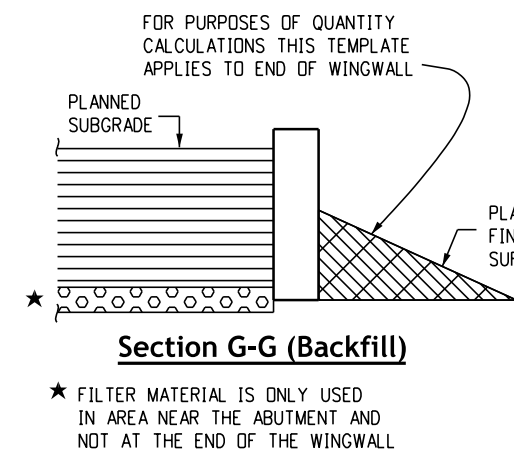 FOR PURPOSES OF QUANTITY
CALCULATIONS THIS TEMPLATE
APPLIES TO END OF WINGWALL
PLANNED
SUBGRADE
Section G-G (Backfill)
★ FILTER MATERIAL IS ONLY USED
IN AREA NEAR THE ABUTMENT AND
NOT AT THE END OF THE WINGWALL